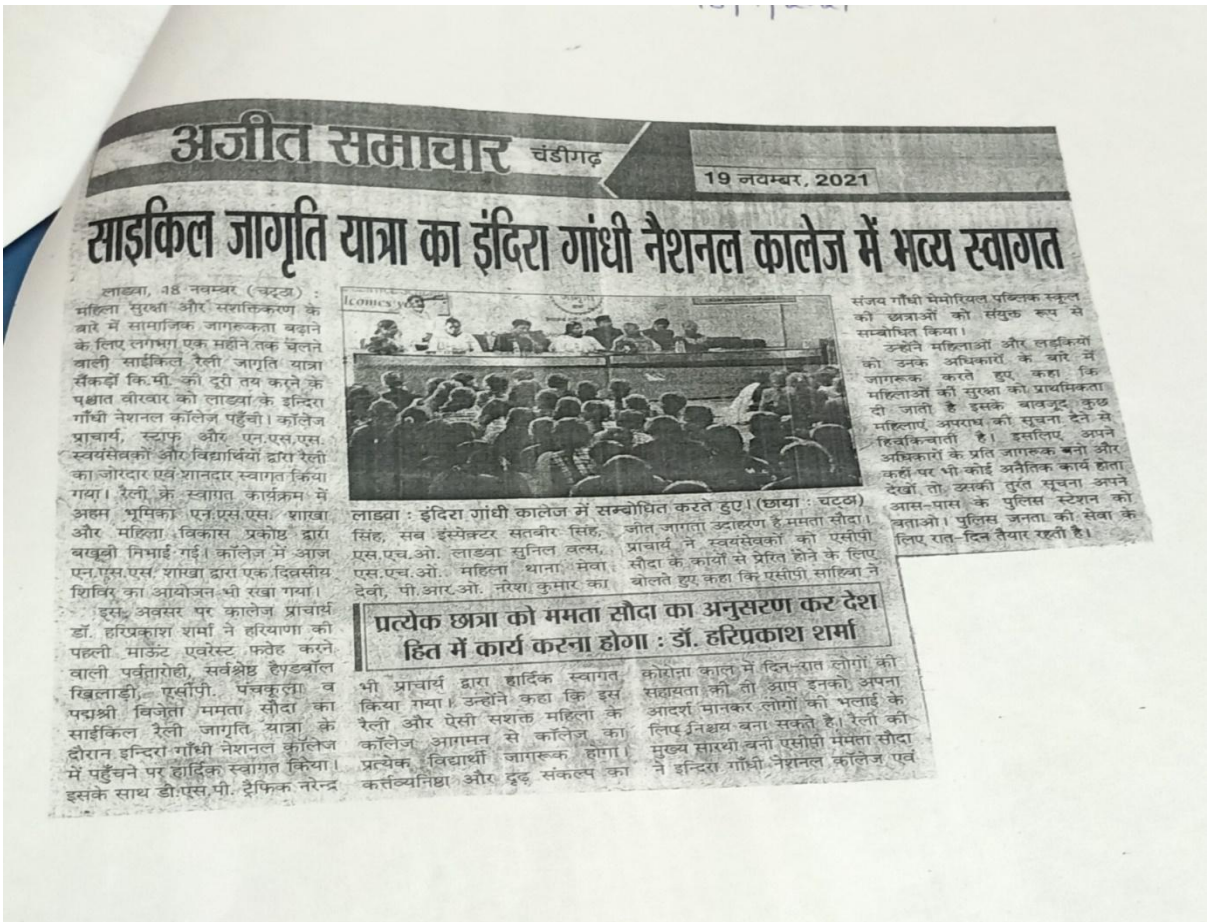 अजीत समाचार चंडीगढ़
19 नवम्बर, 2021
साइकिल जागृति यात्रा का इंदिरा गांधी नैशनल कालेज में भव्य स्वागत
लाडवा, 18 नवम्बर (चट्ठा) :
महिला सुरक्षा और सशक्तिकरण के
बारे में सामाजिक जागरूकता बढ़ाने
के लिए लगभग एक महीने तक चलने
वाली साईकिल रैली जागृति यात्रा
सैंकड़ों कि.मी. की दूरी तय करने के
पश्चात वीरवार को लाडवा के इन्दिरा
गाँधी नेशनल कॉलेज पहुँची। कॉलेज
प्राचार्य, स्टाफ और एन.एस.एस.
स्वयंसेवकों और विद्यार्थियों द्वारा रैली
का जोरदार एवं शानदार स्वागत किया
गया। रैली के स्वागत कार्यक्रम में
अहम भूमिका एन.एस.एस. शाखा
और महिला विकास प्रकोष्ठ द्वारा
बखूबी निभाई गई। कॉलेज में आज
एन.एस.एस. शाखा द्वारा एक दिवसीय
शिविर का आयोजन भी रखा गया।
इस अवसर पर कालेज प्राचार्य
डॉ. हरिप्रकाश शर्मा ने हरियाणा की
पहली माऊंट एवरेस्ट फतेह करने
वाली पर्वतारोही, सर्वश्रेष्ठ हैण्डबॉल
खिलाड़ी, एसीपी. पंचकूला व
पद्मश्री विजेता ममता सौदा का
साईकिल रैली जागृति यात्रा के
दौरान इन्दिरा गाँधी नेशनल कॉलेज
में पहुँचने पर हार्दिक स्वागत किया।
इसके साथ डी.एस.पी. ट्रैफिक नरेन्द्र
लाडवा : इंदिरा गांधी कालेज में सम्बोधित करते हुए। (छाया : चट्ठा)
सिंह, सब इंस्पेक्टर सतबीर सिंह,
एस.एच.ओ. लाडवा सुनिल वत्स,
एस.एच.ओ. महिला थाना मेवा
देवी, पी.आर.ओ. नरेश कुमार का
प्रत्येक छात्रा को ममता सौदा का अनुसरण कर देश
हित में कार्य करना होगा : डॉ. हरिप्रकाश शर्मा
भी प्राचार्य द्वारा हार्दिक स्वागत
किया गया। उन्होंने कहा कि इस
रैली और ऐसी सशक्त महिला के
कॉलेज आगमन से कॉलेज का
प्रत्येक विद्यार्थी जागरूक होगा।
कर्त्तव्यनिष्ठा और दृढ़ संकल्प का
जीत जागता उदाहरण है ममता सौदा।
प्राचार्य ने स्वयंसेवकों को एसीपी
सौदा के कार्यों से प्रेरित होने के लिए
बोलते हुए कहा कि एसीपी साहिबा ने
कोरोना काल में दिन-रात लोगों की
सहायता की तो आप इनको अपना
आदर्श मानकर लोगों की भलाई के
लिए निश्चय बना सकते है। रैली की
मुख्य सारथी बनी एसीपी ममता सौदा
ने इन्दिरा गाँधी नेशनल कॉलेज एवं
संजय गाँधी मेमोरियल पब्लिक स्कूल
की छात्राओं को संयुक्त रूप से
सम्बोधित किया।
उन्होंने महिलाओं और लड़कियों
को उनके अधिकारों के बारे में
जागरूक करते हुए कहा कि
महिलाओं की सुरक्षा को प्राथमिकता
दी जाती है इसके बावजूद कुछ
महिलाएं अपराध की सूचना देने से
हिचकिचाती है। इसलिए अपने
अधिकारों के प्रति जागरूक बनो और
कहीं पर भी कोई अनैतिक कार्य होता
देखों तो उसकी तुरंत सूचना अपने
आस-पास के पुलिस स्टेशन को
बताओ। पुलिस जनता की सेवा के
लिए रात-दिन तैयार रहती है।